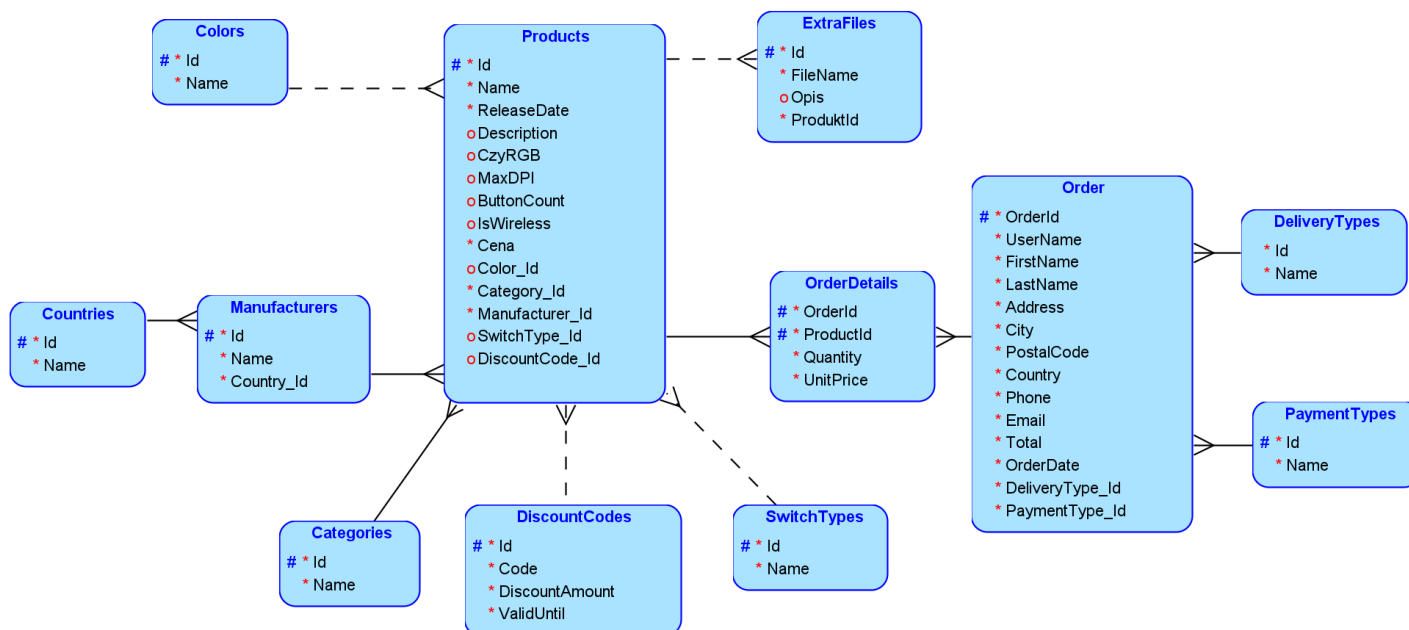 Colors
# * Id
* Name
Products
# * Id
* Name
* ReleaseDate
o Description
o CzyRGB
o MaxDPI
o ButtonCount
o IsWireless
* Cena
o Color_Id
* Category_Id
* Manufacturer_Id
o SwitchType_Id
o DiscountCode_Id
ExtraFiles
# * Id
* FileName
o Opis
* ProduktId
Order
# * OrderId
* UserName
* FirstName
* LastName
* Address
* City
* PostalCode
* Country
* Phone
* Email
* Total
* OrderDate
* DeliveryType_Id
* PaymentType_Id
DeliveryTypes
* Id
* Name
OrderDetails
# * OrderId
# * ProductId
* Quantity
* UnitPrice
Countries
# * Id
* Name
Manufacturers
# * Id
* Name
* Country_Id
PaymentTypes
# * Id
* Name
Categories
# * Id
* Name
DiscountCodes
# * Id
* Code
* DiscountAmount
* ValidUntil
SwitchTypes
# * Id
* Name